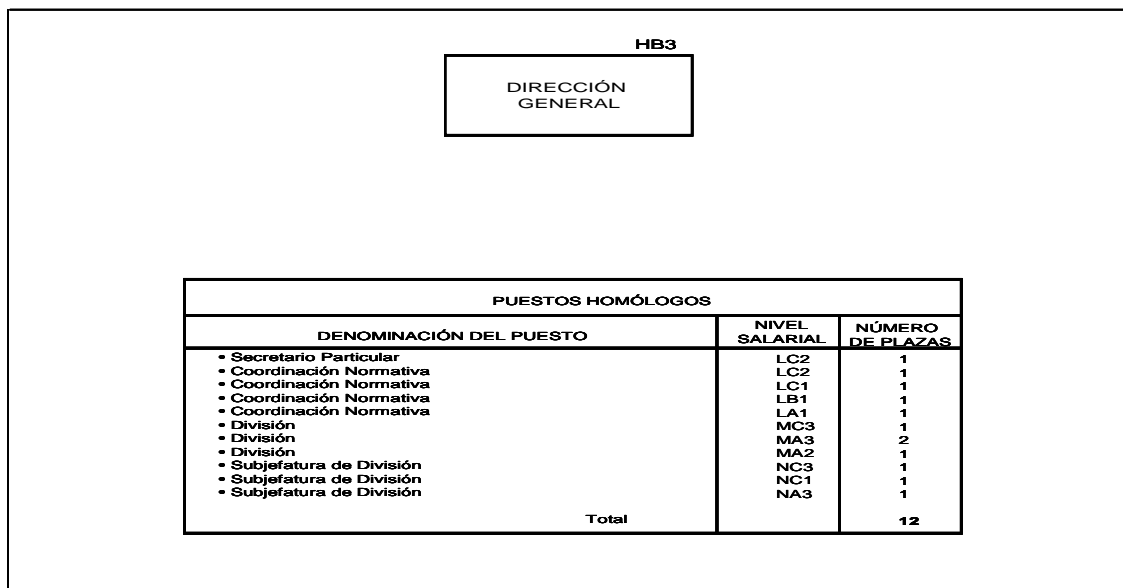 HB3
DIRECCIÓN
GENERAL
PUESTOS HOMÓLOGOS
DENOMINACIÓN DEL PUESTO NIVEL SALARIAL NÚMERO DE PLAZAS
• Secretario Particular LC2 1
• Coordinación Normativa LC2 1
• Coordinación Normativa LC1 1
• Coordinación Normativa LB1 1
• Coordinación Normativa LA1 1
• División MC3 1
• División MA3 2
• División MA2 1
• Subjefatura de División NC3 1
• Subjefatura de División NC1 1
• Subjefatura de División NA3 1
Total 12